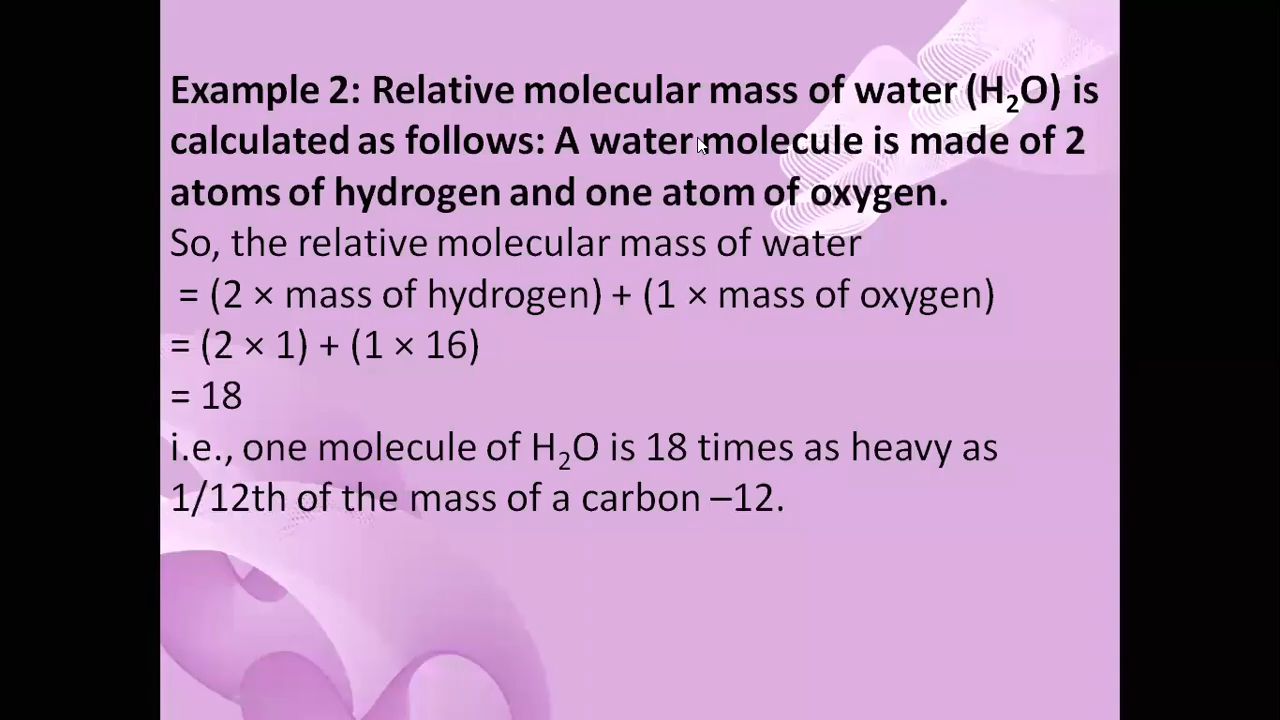 Example 2: Relative molecular mass of water (H₂O) is
calculated as follows: A water molecule is made of 2
atoms of hydrogen and one atom of oxygen.
So, the relative molecular mass of water
= (2 × mass of hydrogen) + (1 × mass of oxygen)
= (2 × 1) + (1 × 16)
= 18
i.e., one molecule of H₂O is 18 times as heavy as
1/12th of the mass of a carbon –12.